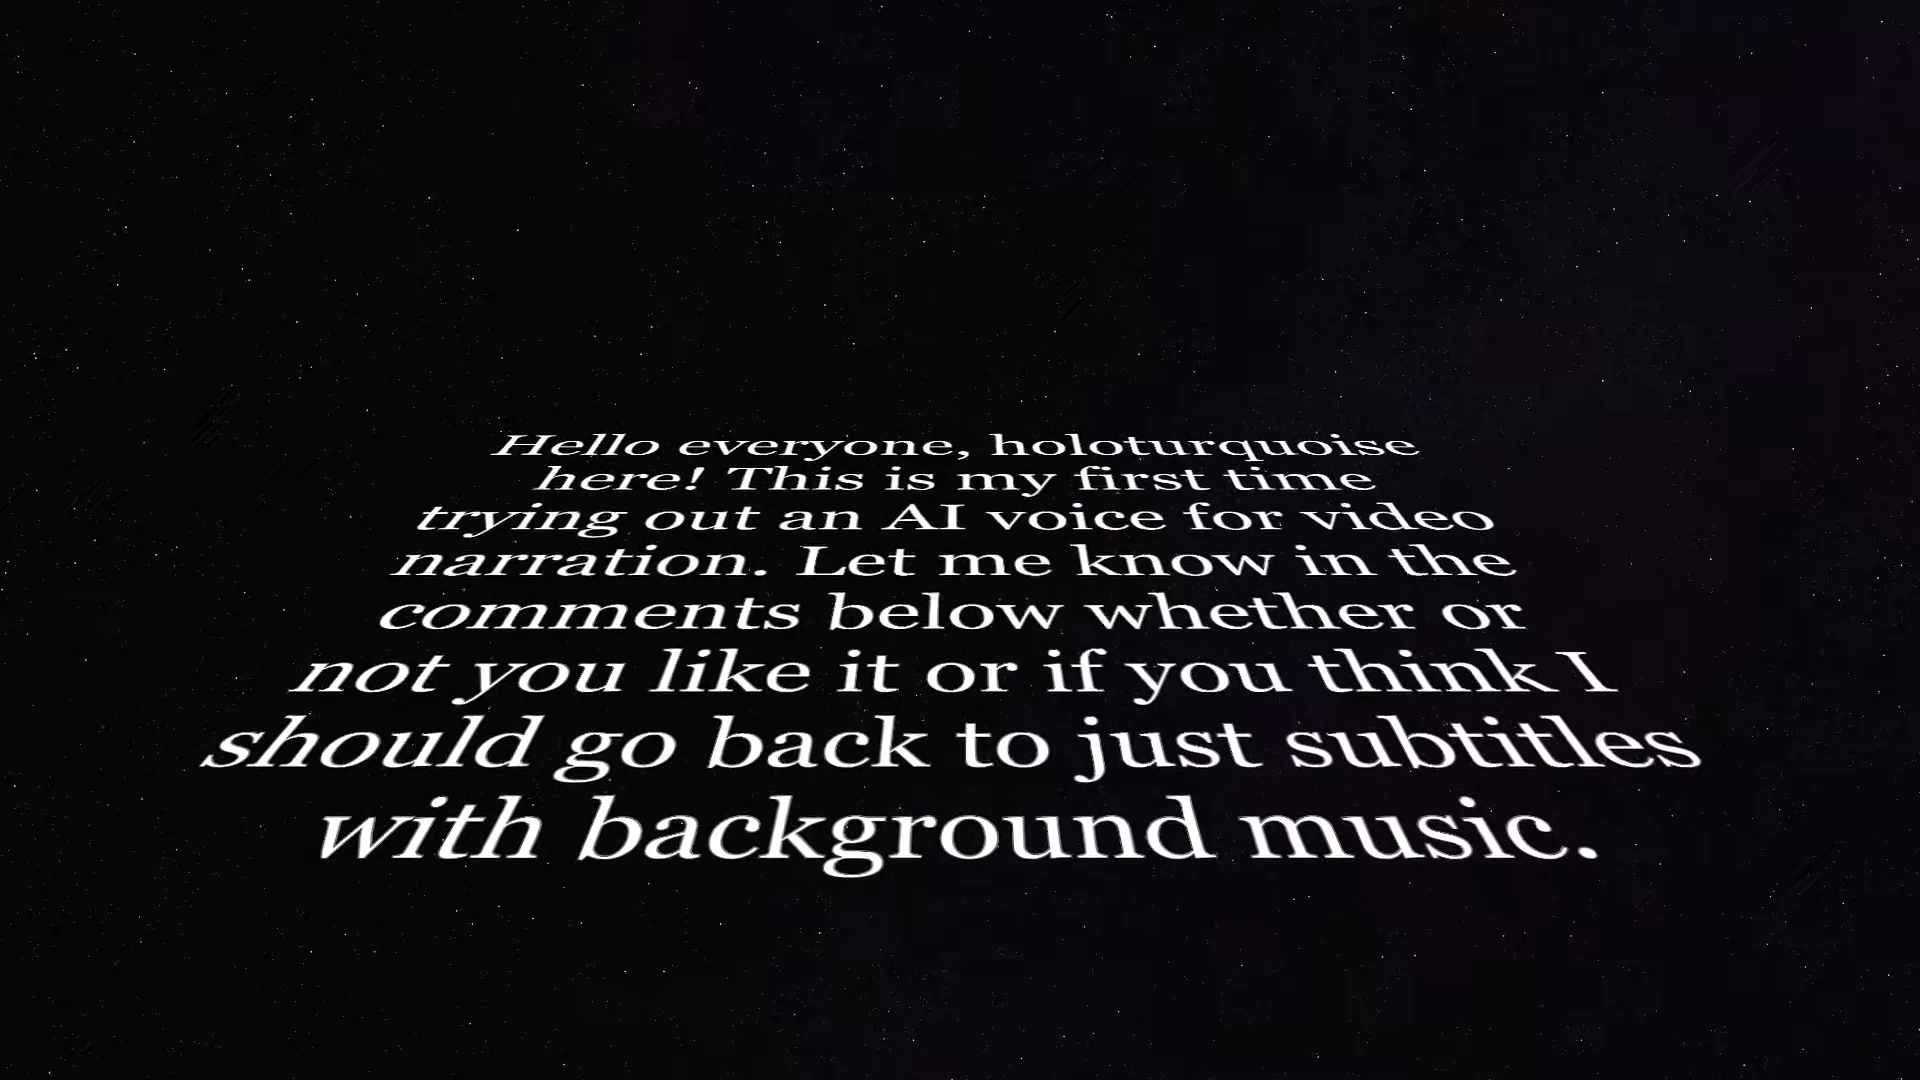 Hello everyone, holoturquoise
here! This is my first time
trying out an AI voice for video
narration. Let me know in the
comments below whether or
not you like it or if you think I
should go back to just subtitles
with background music.